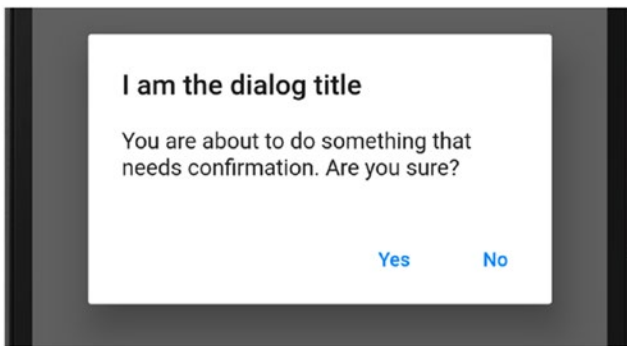 I am the dialog title
You are about to do something that
needs confirmation. Are you sure?
Yes No